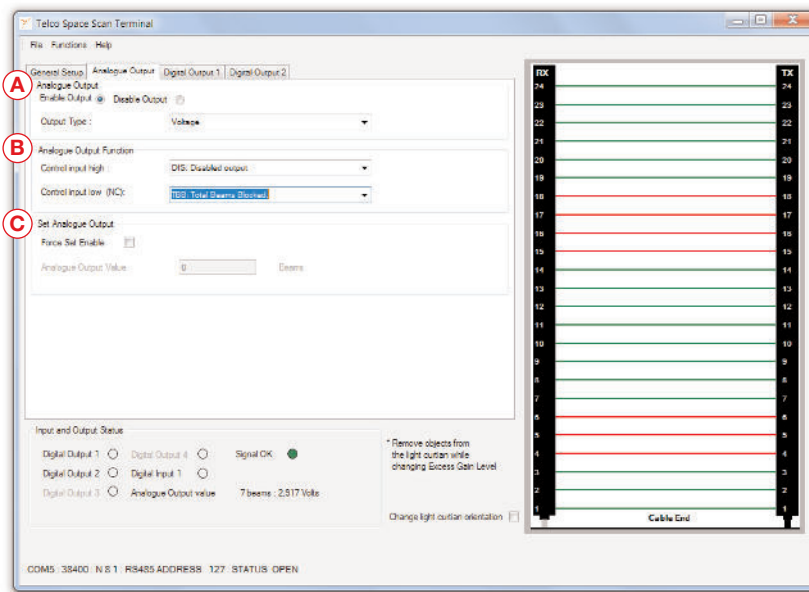 Telco Space Scan Terminal
File Functions Help
General Setup Analogue Output Digital Output 1 Digital Output 2
A
Analogue Output
Enable Output Disable Output
Output Type : Voltage
B
Analogue Output Function
Control input high : DIS: Disabled output
Control input low (NC): TBB: Total Beams Blocked
C
Set Analogue Output
Force Set Enable
Analogue Output Value 0 Beams
RX TX
24 24
23 23
22 22
21 21
20 20
19 19
18 18
17 17
16 16
15 15
14 14
13 13
12 12
11 11
10 10
9 9
8 8
7 7
6 6
5 5
4 4
3 3
2 2
1 1
Cable End
Input and Output Status
Digital Output 1 Digital Output 4 Signal OK
Digital Output 2 Digital Input 1
Digital Output 3 Analogue Output value 7 beams : 2,917 Volts
* Remove objects from
the light curtian while
changing Excess Gain Level
Change light curtian orientation
COM5 : 38400 : N 8 1 : RS485 ADDRESS : 127 STATUS: OPEN